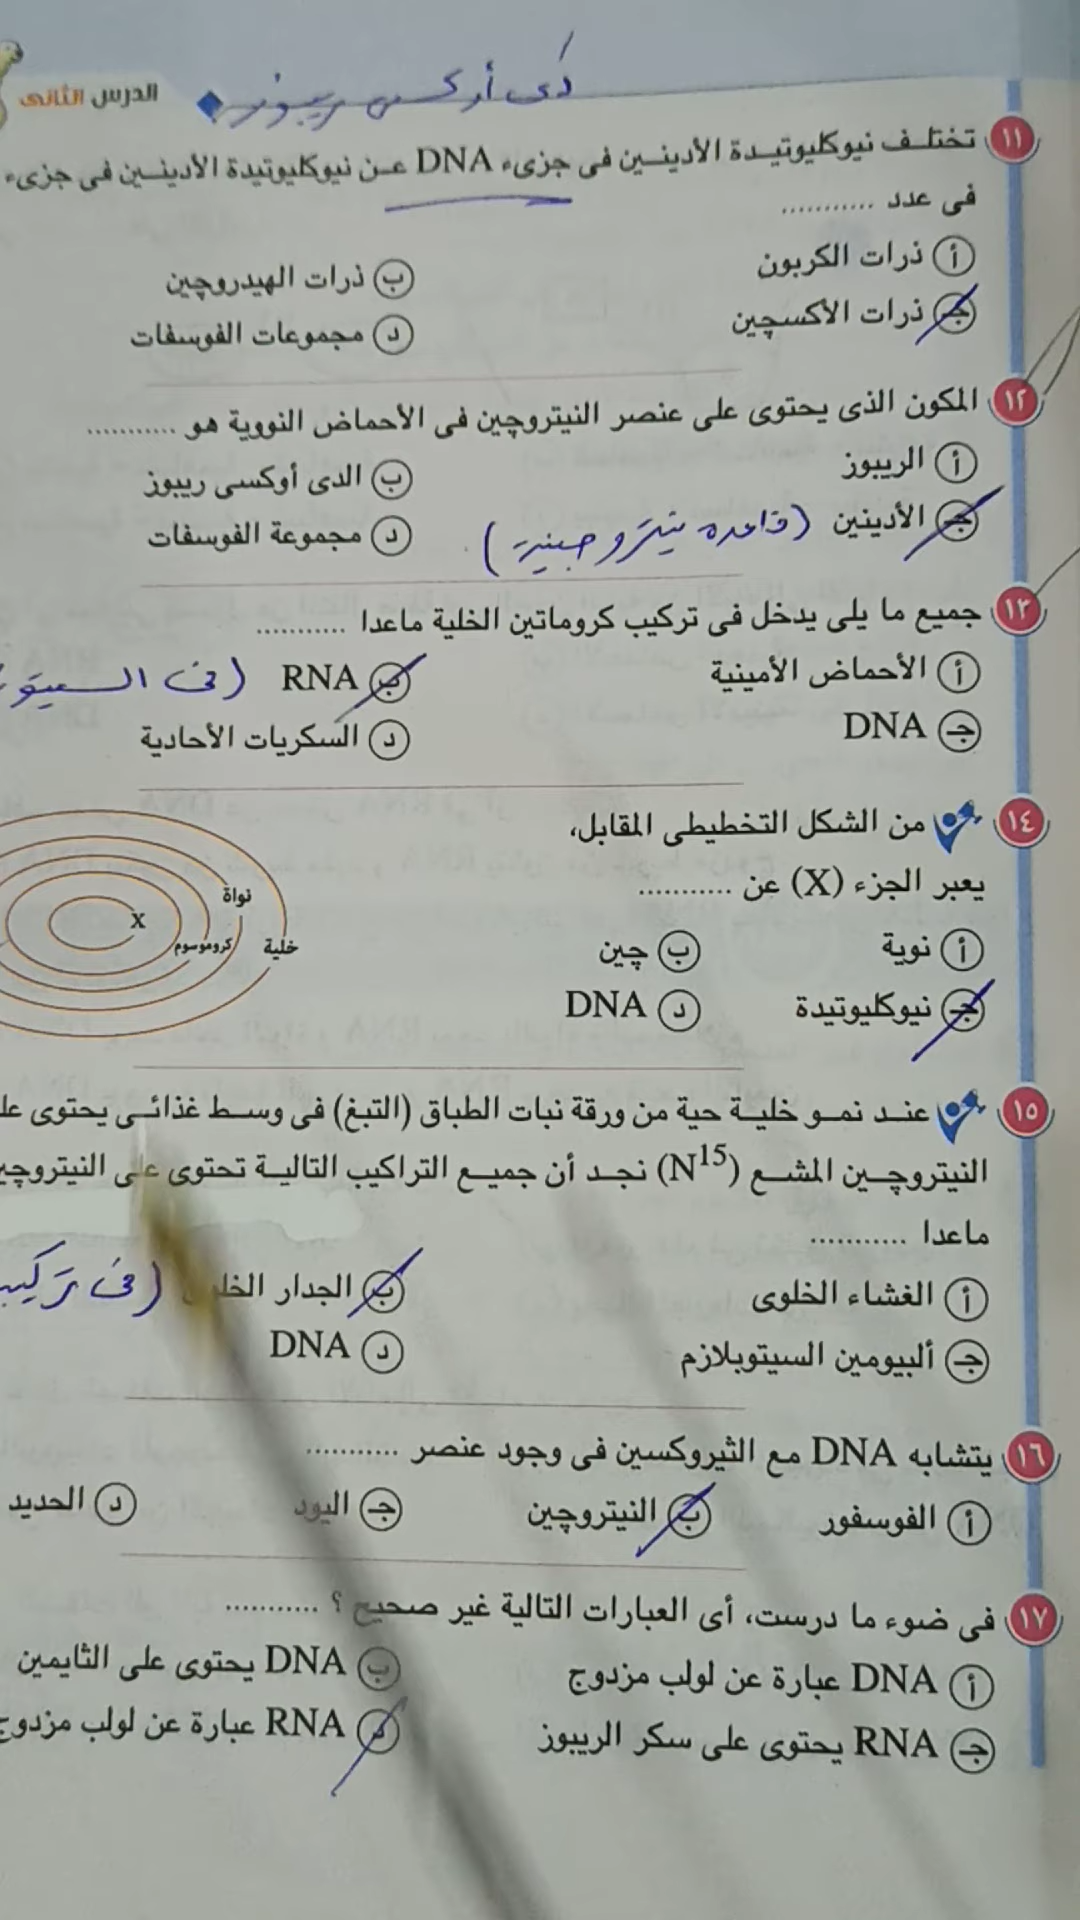 الدرس الثانى
دى أوكسى ريبوز
١١ تختلف نيوكليوتيدة الأدينين فى جزىء DNA عن نيوكليوتيدة الأدينين فى جزىء
فى عدد ...........
أ ذرات الكربون
ب ذرات الهيدروچين
جـ ذرات الأكسچين
د مجموعات الفوسفات
١٢ المكون الذى يحتوى على عنصر النيتروچين فى الأحماض النووية هو ...........
أ الريبوز
ب الدى أوكسى ريبوز
جـ الأدينين (قاعدة نيتروجينية)
د مجموعة الفوسفات
١٣ جميع ما يلى يدخل فى تركيب كروماتين الخلية ماعدا ...........
أ الأحماض الأمينية
ب RNA (فى
جـ DNA
د السكريات الأحادية
١٤ من الشكل التخطيطى المقابل،
يعبر الجزء (X) عن ...........
أ نوية
ب چين
جـ نيوكليوتيدة
د DNA
X
كروموسوم
نواة
خلية
١٥ عند نمو خلية حية من ورقة نبات الطباق (التبغ) فى وسط غذائى يحتوى
النيتروچين المشع (N15) نجد أن جميع التراكيب التالية تحتوى على
ماعدا ...........
أ الغشاء الخلوى
ب الجدار (فى
جـ ألبيومين السيتوبلازم
د DNA
١٦ يتشابه DNA مع الثيروكسين فى وجود عنصر ...........
أ الفوسفور
ب النيتروچين
جـ اليود
د الحديد
١٧ فى ضوء ما درست، أى العبارات التالية غير صحيح ؟ ...........
أ DNA عبارة عن لولب مزدوج
ب DNA يحتوى على الثايمين
جـ RNA يحتوى على سكر الريبوز
د RNA عبارة عن لولب مزدوج